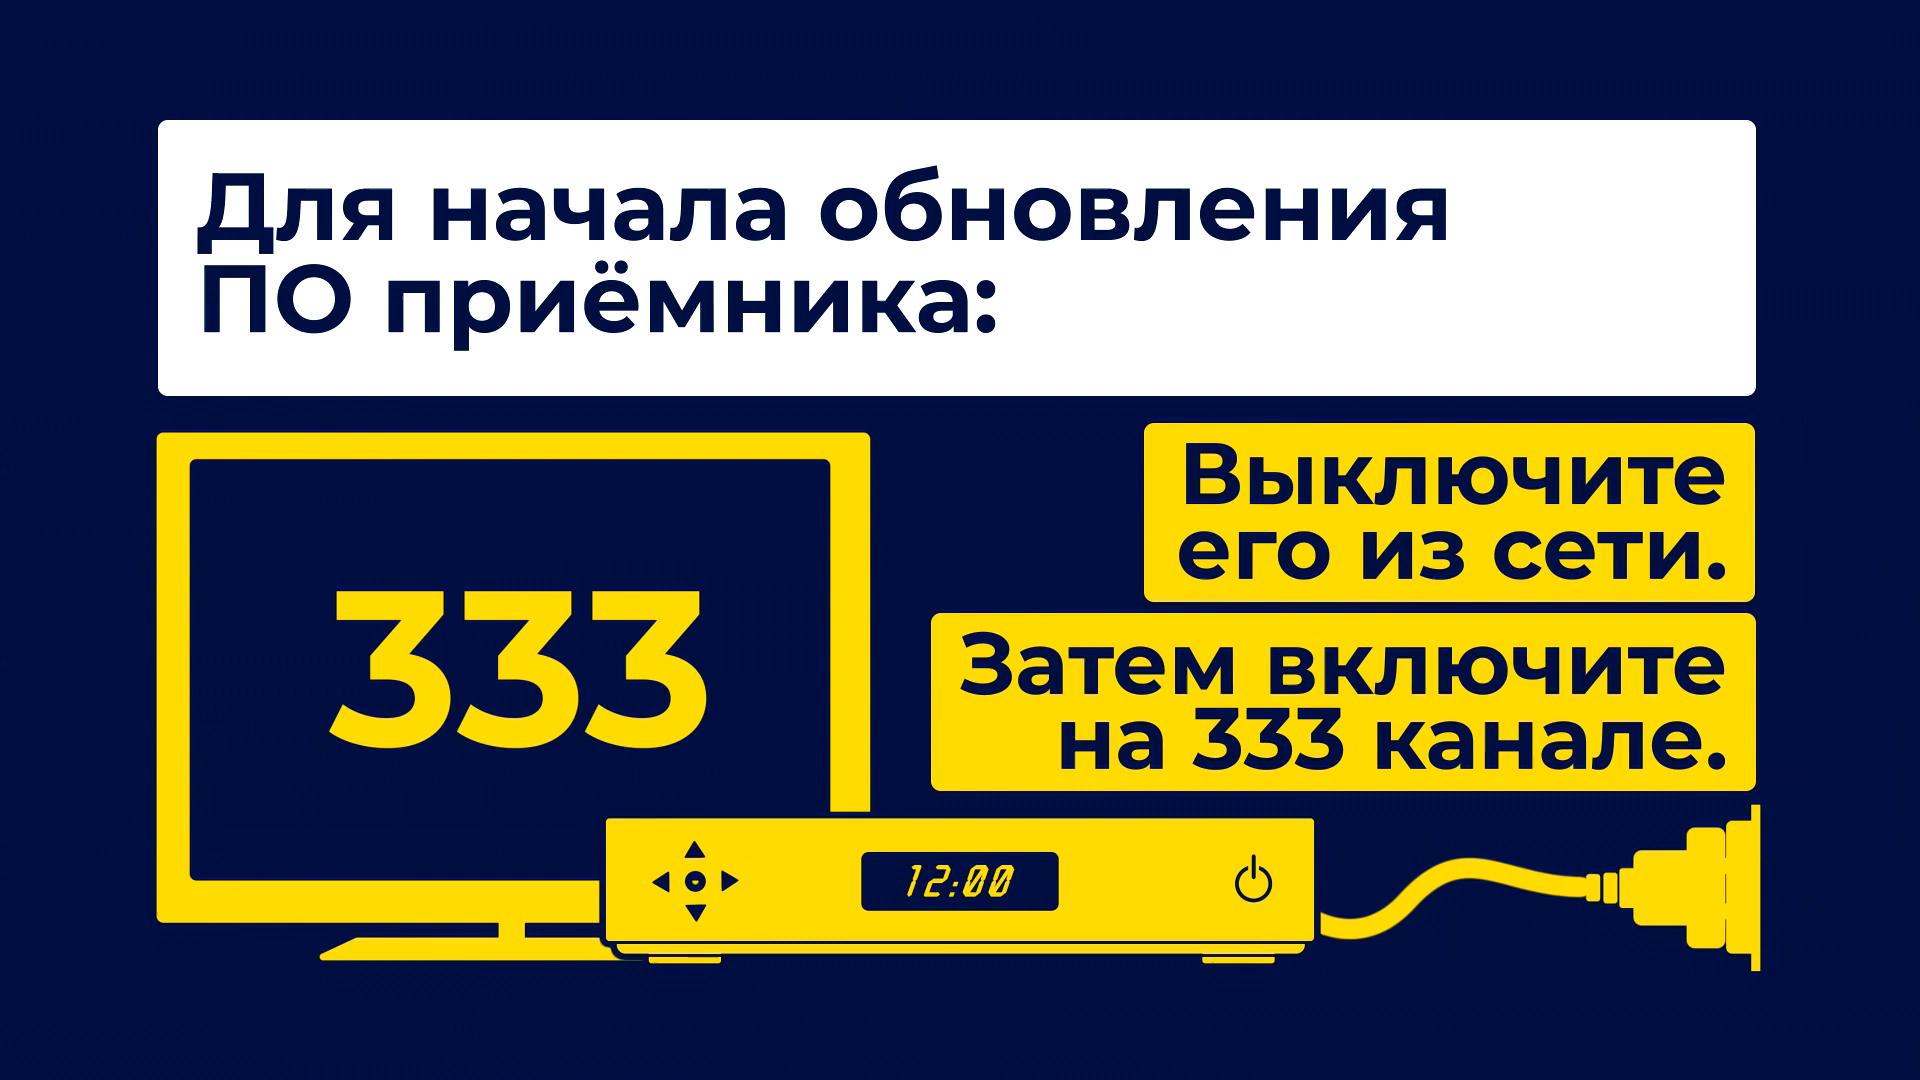 Для начала обновления
ПО приёмника:
333
Выключите
его из сети.
Затем включите
на 333 канале.
12:00